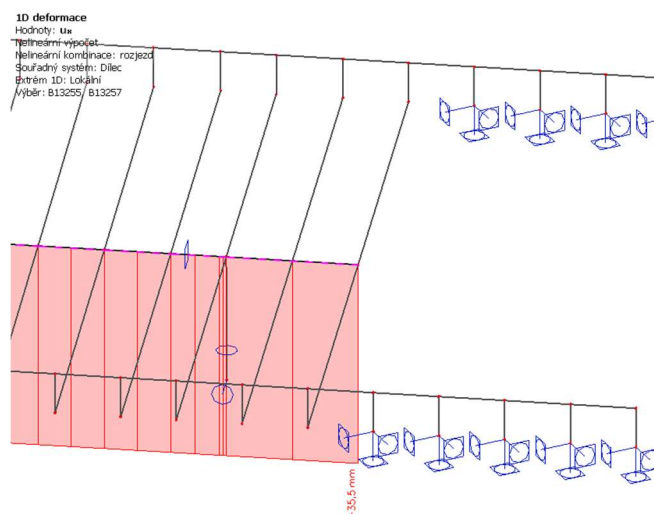 1D deformace
Hodnoty: ux
Nelineární výpočet
Nelineární kombinace: rozjezd
Souřadný systém: Dílec
Extrém 1D: Lokální
Výběr: B13255, B13257
-35,5 mm